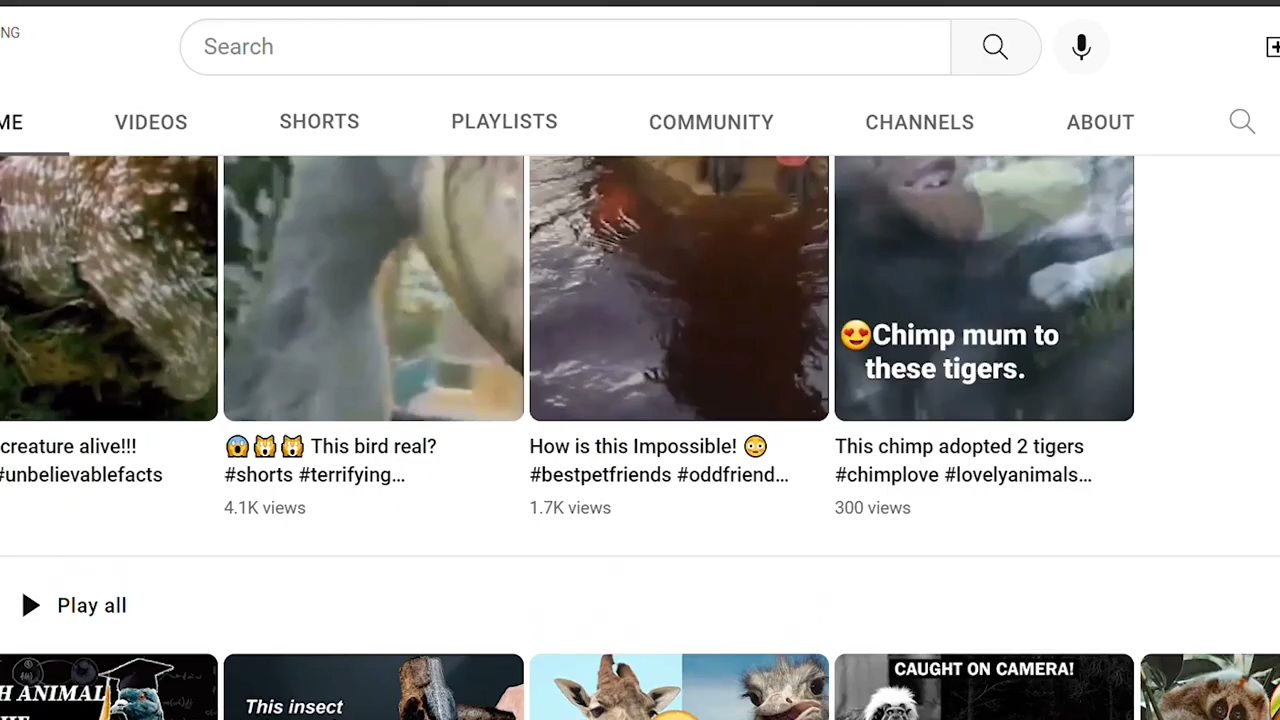 NG
Search
ME
VIDEOS
SHORTS
PLAYLISTS
COMMUNITY
CHANNELS
ABOUT
😍Chimp mum to
these tigers.
creature alive!!!
#unbelievablefacts
😱🙀🙀 This bird real?
#shorts #terrifying...
4.1K views
How is this Impossible! 😳
#bestpetfriends #oddfriend...
1.7K views
This chimp adopted 2 tigers
#chimplove #lovelyanimals...
300 views
Play all
H ANIMAL
This insect
CAUGHT ON CAMERA!